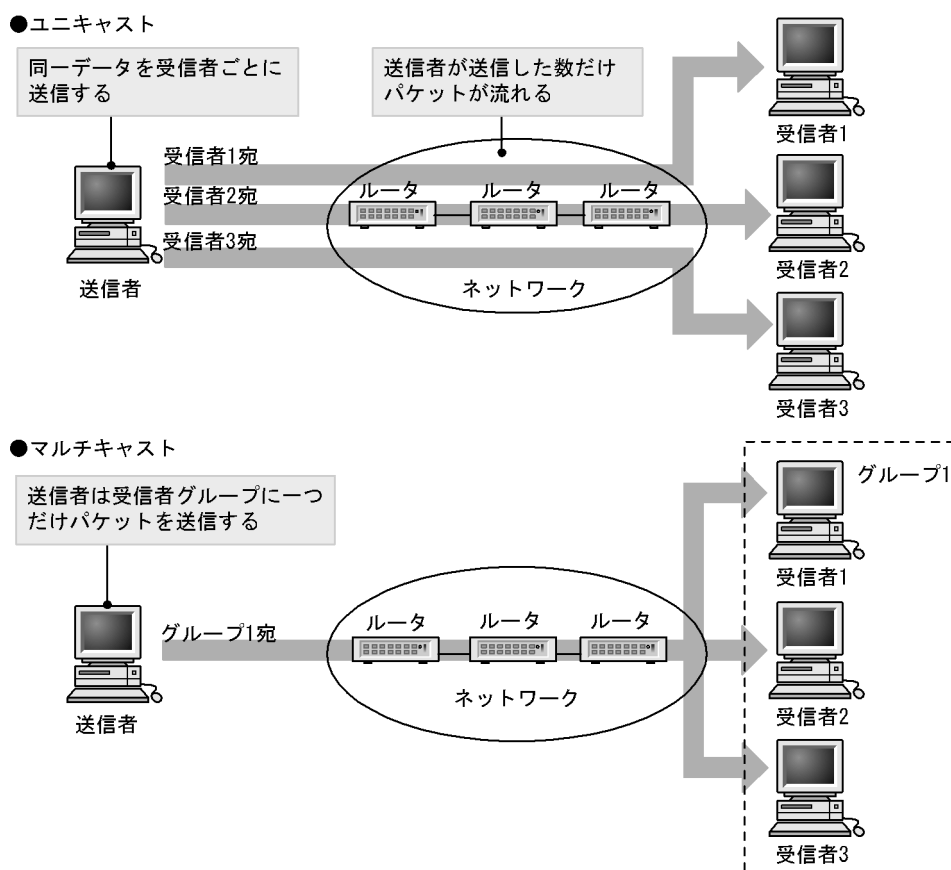 ●ユニキャスト
同一データを受信者ごとに
送信する
送信者が送信した数だけ
パケットが流れる
受信者1
受信者1宛
受信者2宛
ルータ
ルータ
ルータ
受信者3宛
送信者
ネットワーク
受信者2
受信者3
●マルチキャスト
送信者は受信者グループに一つ
だけパケットを送信する
グループ1
受信者1
グループ1宛
ルータ
ルータ
ルータ
ネットワーク
送信者
受信者2
受信者3